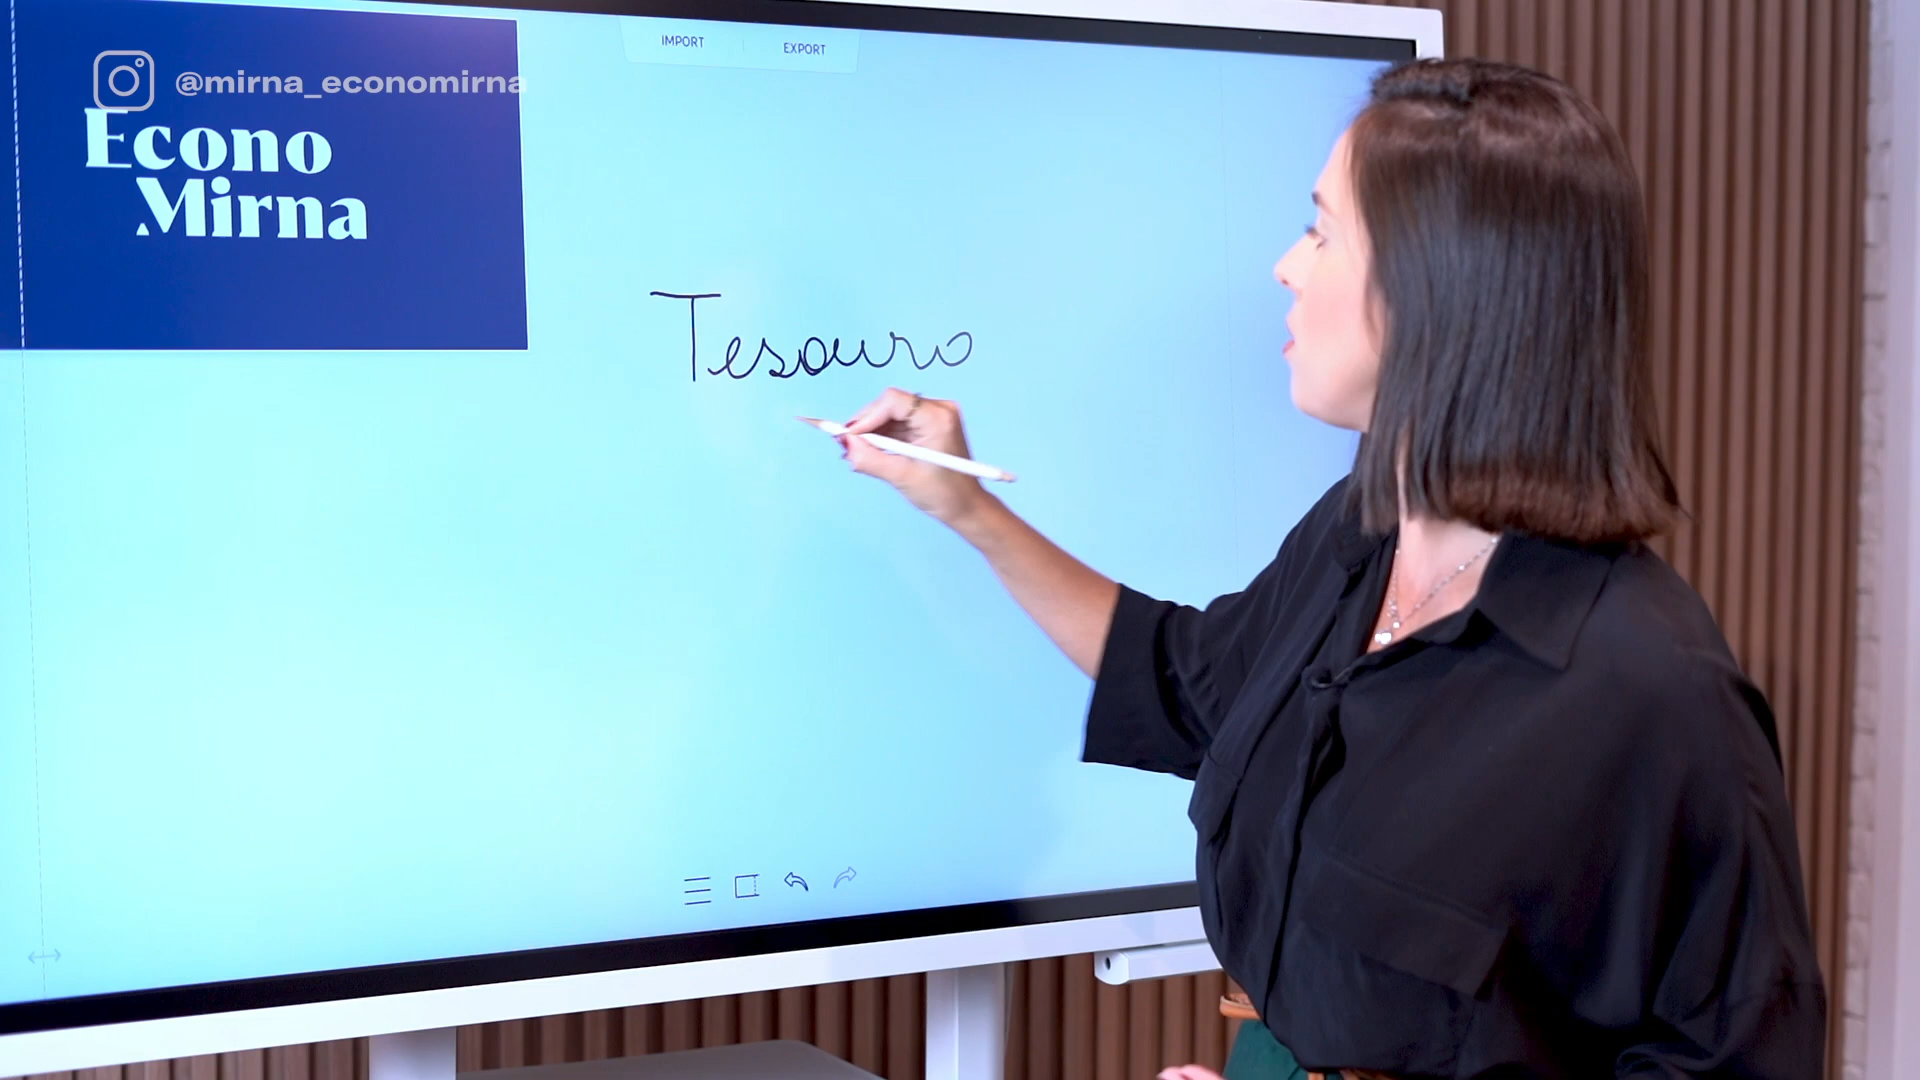 @mirna_economirna
Econo
Mirna
IMPORT
EXPORT
Tesouro